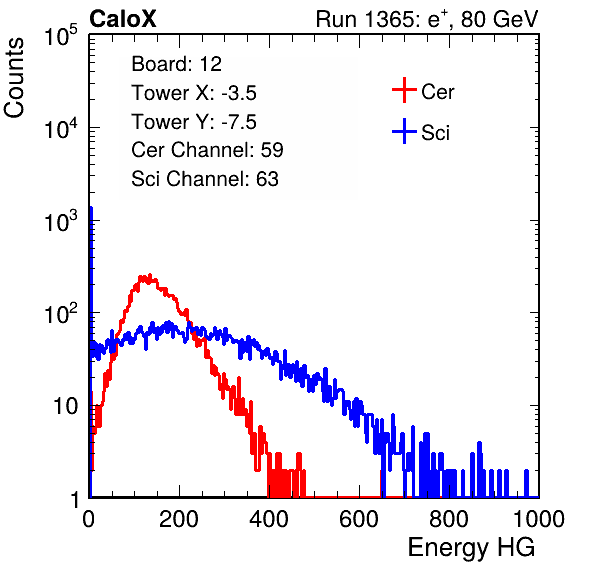 CaloX Run 1365: e⁺, 80 GeV
Board: 12
Tower X: -3.5
Tower Y: -7.5
Cer Channel: 59
Sci Channel: 63
Cer
Sci
Counts
10⁵
10⁴
10³
10²
10
1
0 200 400 600 800 1000
Energy HG